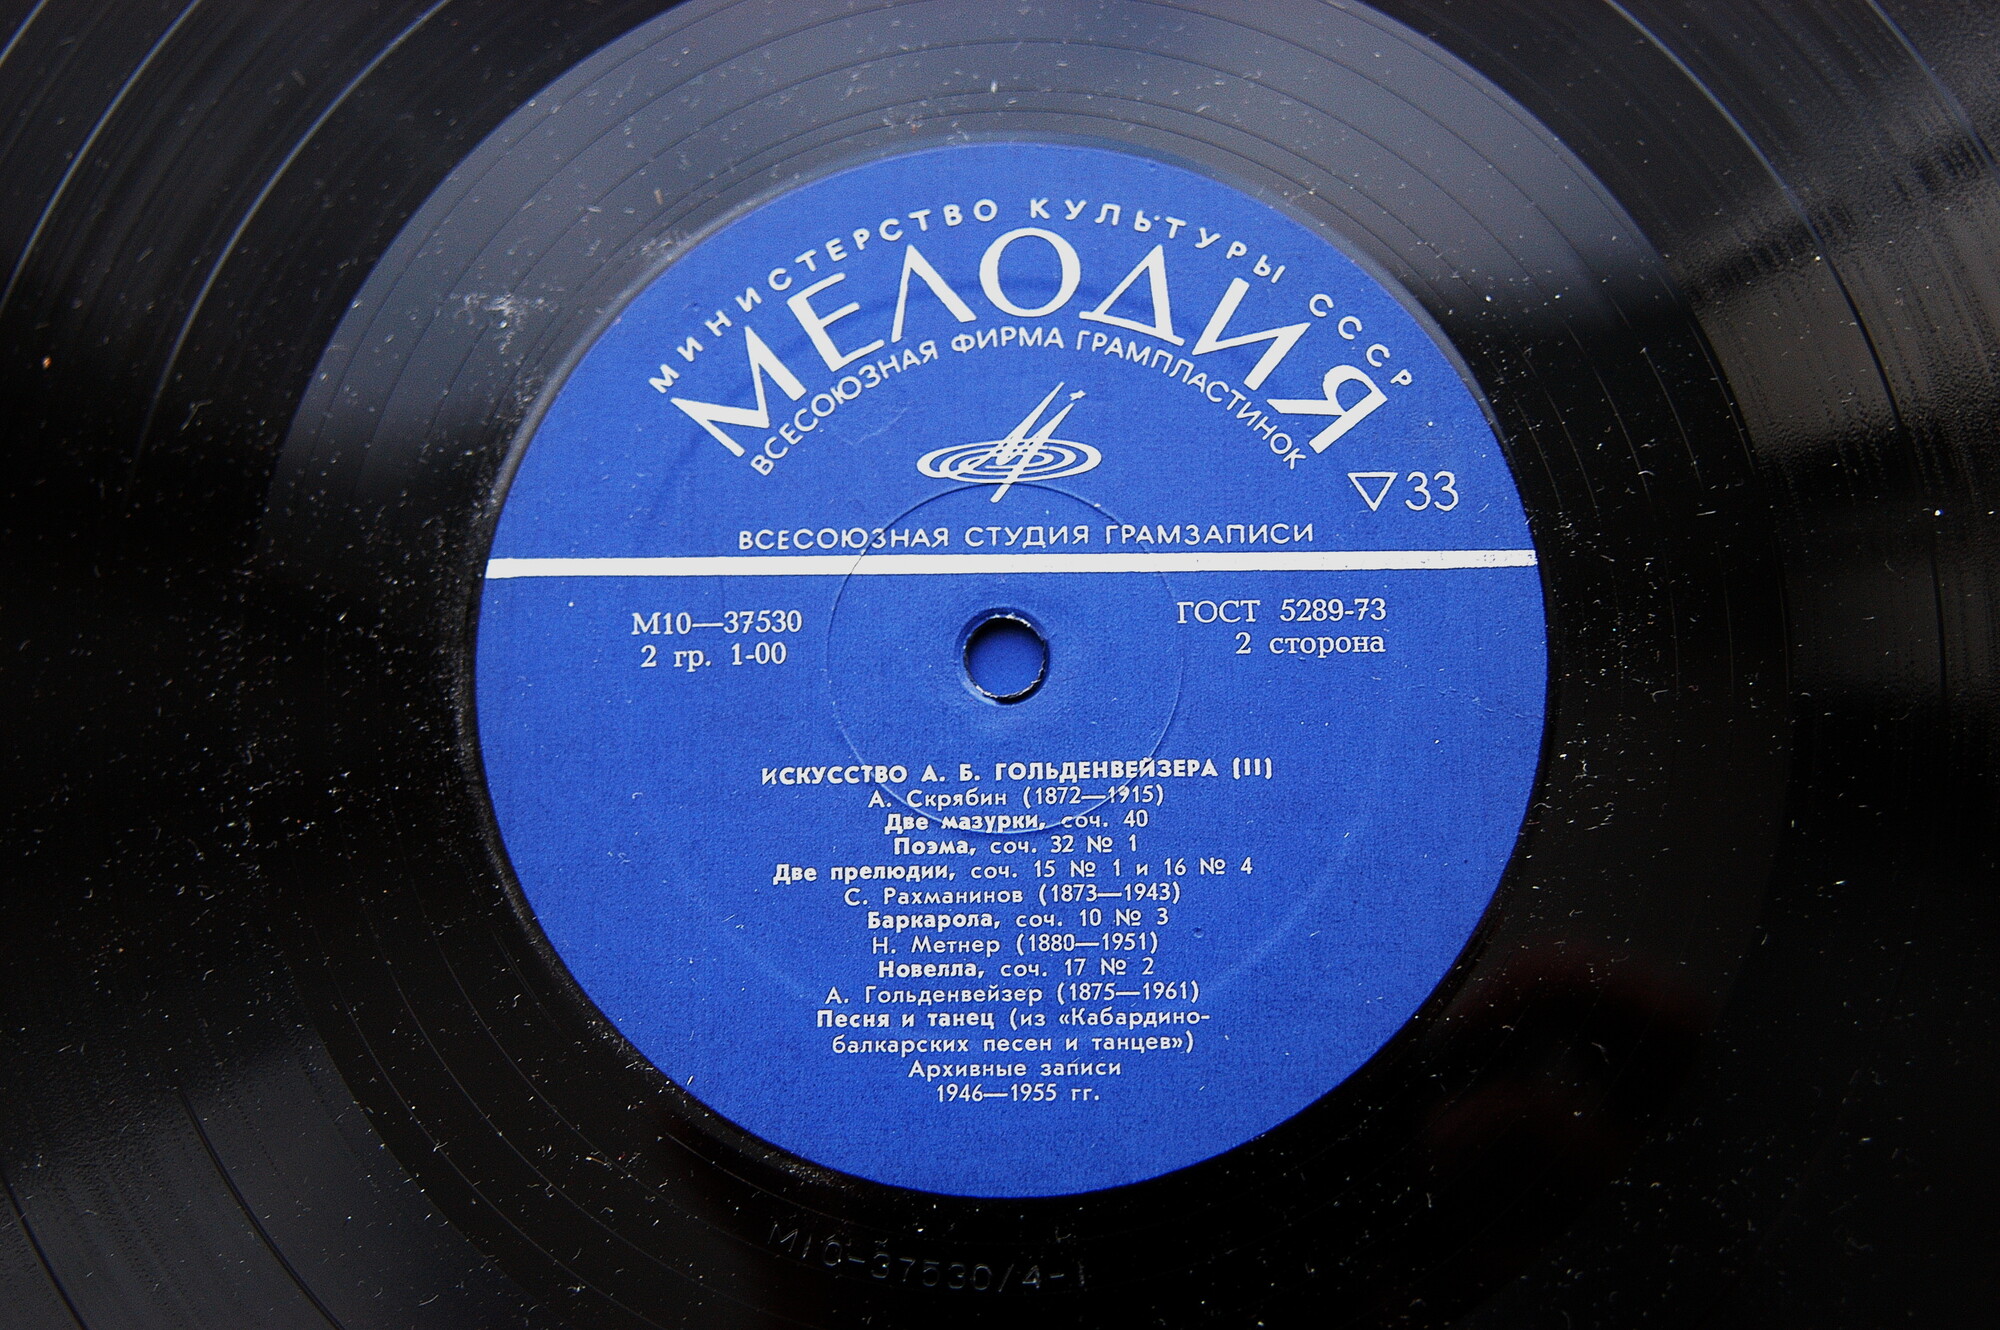 МИНИСТЕРСТВО КУЛЬТУРЫ СССР
МЕЛОДИЯ
ВСЕСОЮЗНАЯ ФИРМА ГРАМПЛАСТИНОК
▽33
ВСЕСОЮЗНАЯ СТУДИЯ ГРАМЗАПИСИ
М10—37530
2 гр. 1-00
ГОСТ 5289-73
2 сторона
ИСКУССТВО А. Б. ГОЛЬДЕНВЕЙЗЕРА (II)
А. Скрябин (1872—1915)
Две мазурки, соч. 40
Поэма, соч. 32 № 1
Две прелюдии, соч. 15 № 1 и 16 № 4
С. Рахманинов (1873—1943)
Баркарола, соч. 10 № 3
Н. Метнер (1880—1951)
Новелла, соч. 17 № 2
А. Гольденвейзер (1875—1961)
Песня и танец (из «Кабардино-
балкарских песен и танцев»)
Архивные записи
1946—1955 гг.
М10-37530/4-1